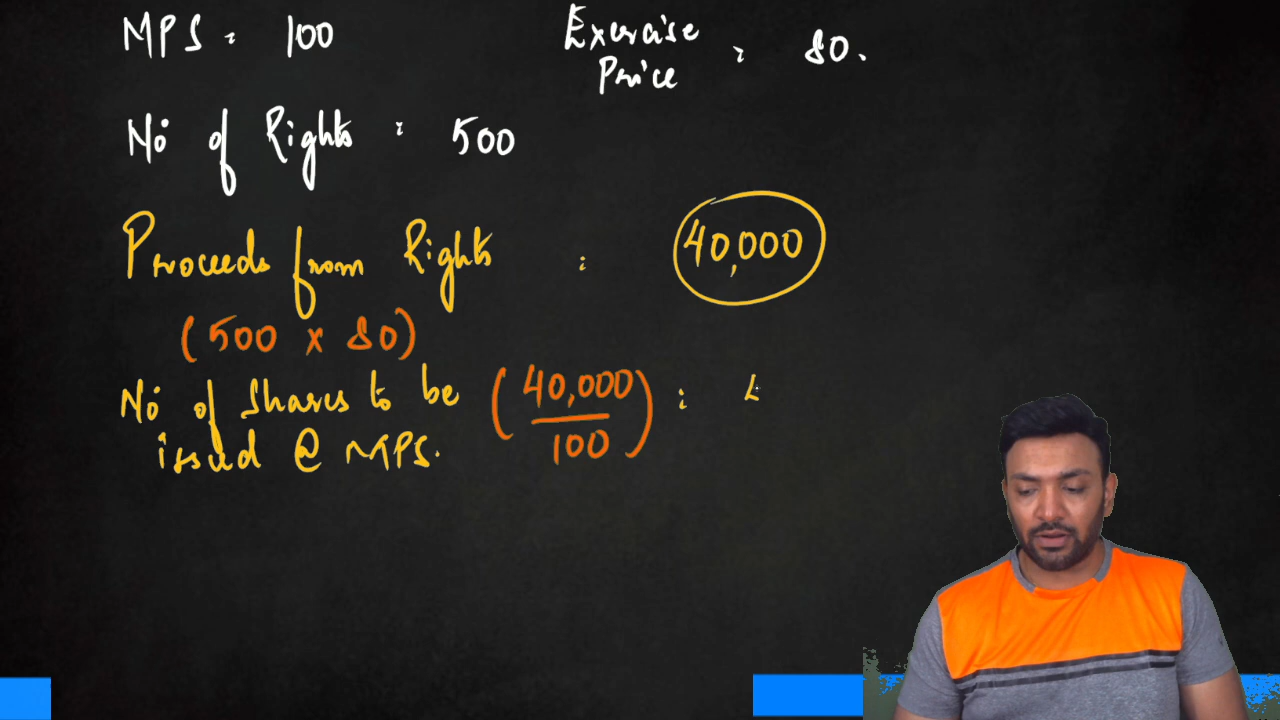 MPS : 100 Exercise Price : 80.
No of Rights : 500
Proceeds from Rights : 40,000
(500 x 80)
No of Shares to be issued @ MPS. (40,000 / 100) :